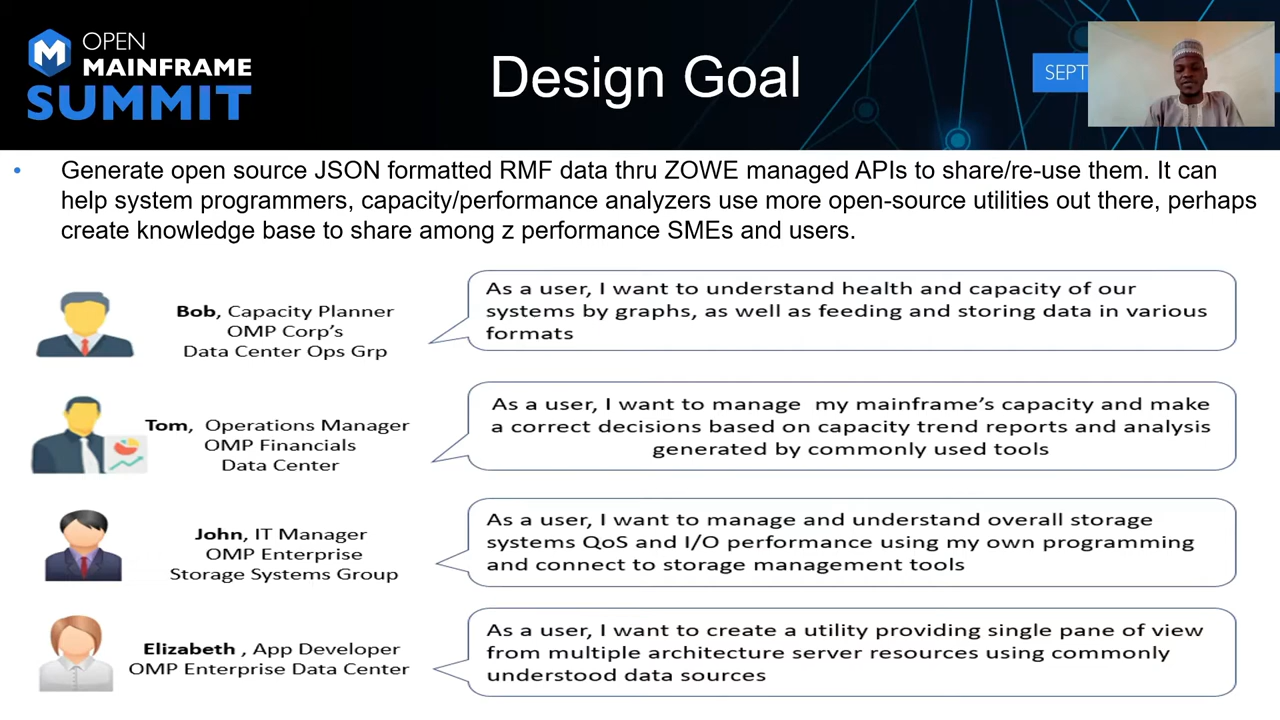 OPEN
MAINFRAME
SUMMIT
Design Goal
SEPT
• Generate open source JSON formatted RMF data thru ZOWE managed APIs to share/re-use them. It can
help system programmers, capacity/performance analyzers use more open-source utilities out there, perhaps
create knowledge base to share among z performance SMEs and users.
Bob, Capacity Planner
OMP Corp's
Data Center Ops Grp
As a user, I want to understand health and capacity of our
systems by graphs, as well as feeding and storing data in various
formats
Tom, Operations Manager
OMP Financials
Data Center
As a user, I want to manage my mainframe's capacity and make
a correct decisions based on capacity trend reports and analysis
generated by commonly used tools
John, IT Manager
OMP Enterprise
Storage Systems Group
As a user, I want to manage and understand overall storage
systems QoS and I/O performance using my own programming
and connect to storage management tools
Elizabeth , App Developer
OMP Enterprise Data Center
As a user, I want to create a utility providing single pane of view
from multiple architecture server resources using commonly
understood data sources